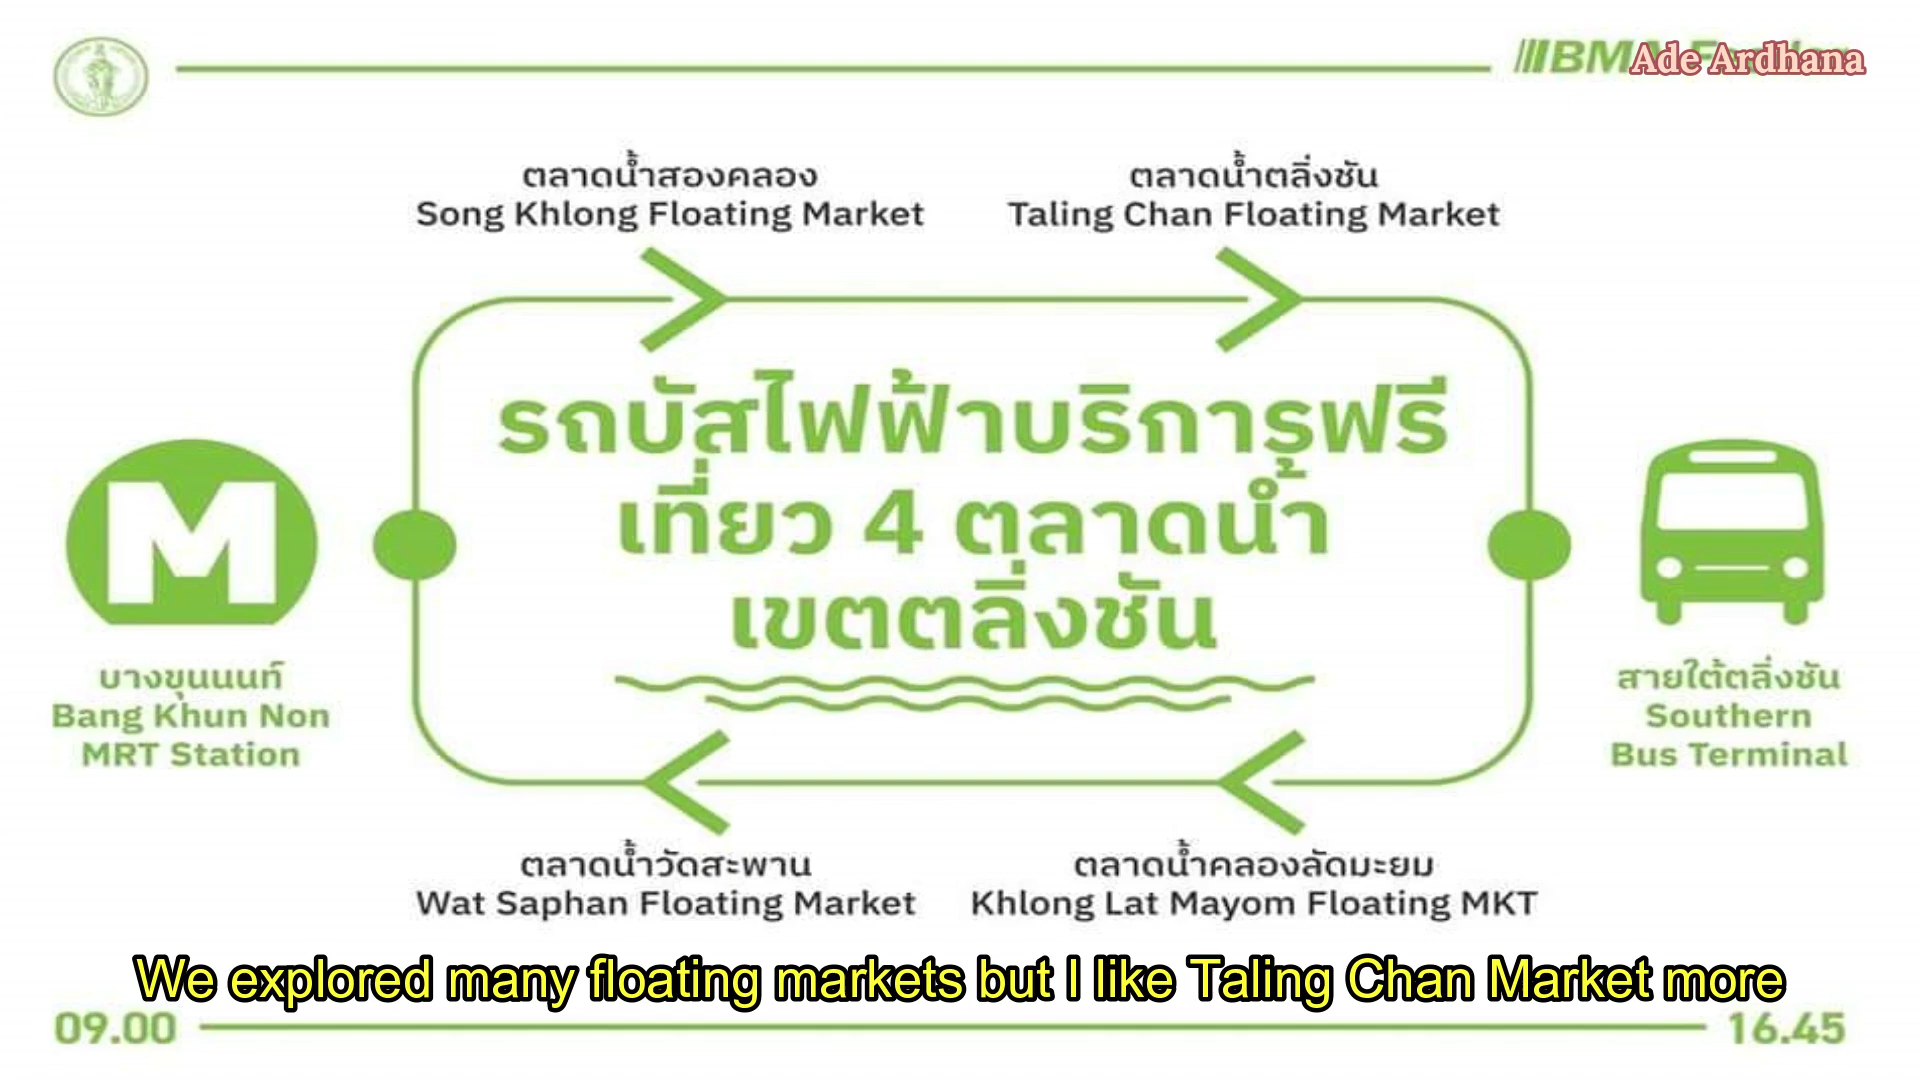 Ade Ardhana
ตลาดน้ำสองคลอง
Song Khlong Floating Market
ตลาดน้ำตลิ่งชัน
Taling Chan Floating Market
รถบัสไฟฟ้าบริการฟรี
เที่ยว 4 ตลาดน้ำ
เขตตลิ่งชัน
M
บางขุนนนท์
Bang Khun Non
MRT Station
สายใต้ตลิ่งชัน
Southern
Bus Terminal
ตลาดน้ำวัดสะพาน
Wat Saphan Floating Market
ตลาดน้ำคลองลัดมะยม
Khlong Lat Mayom Floating MKT
We explored many floating markets but I like Taling Chan Market more
09.00
16.45